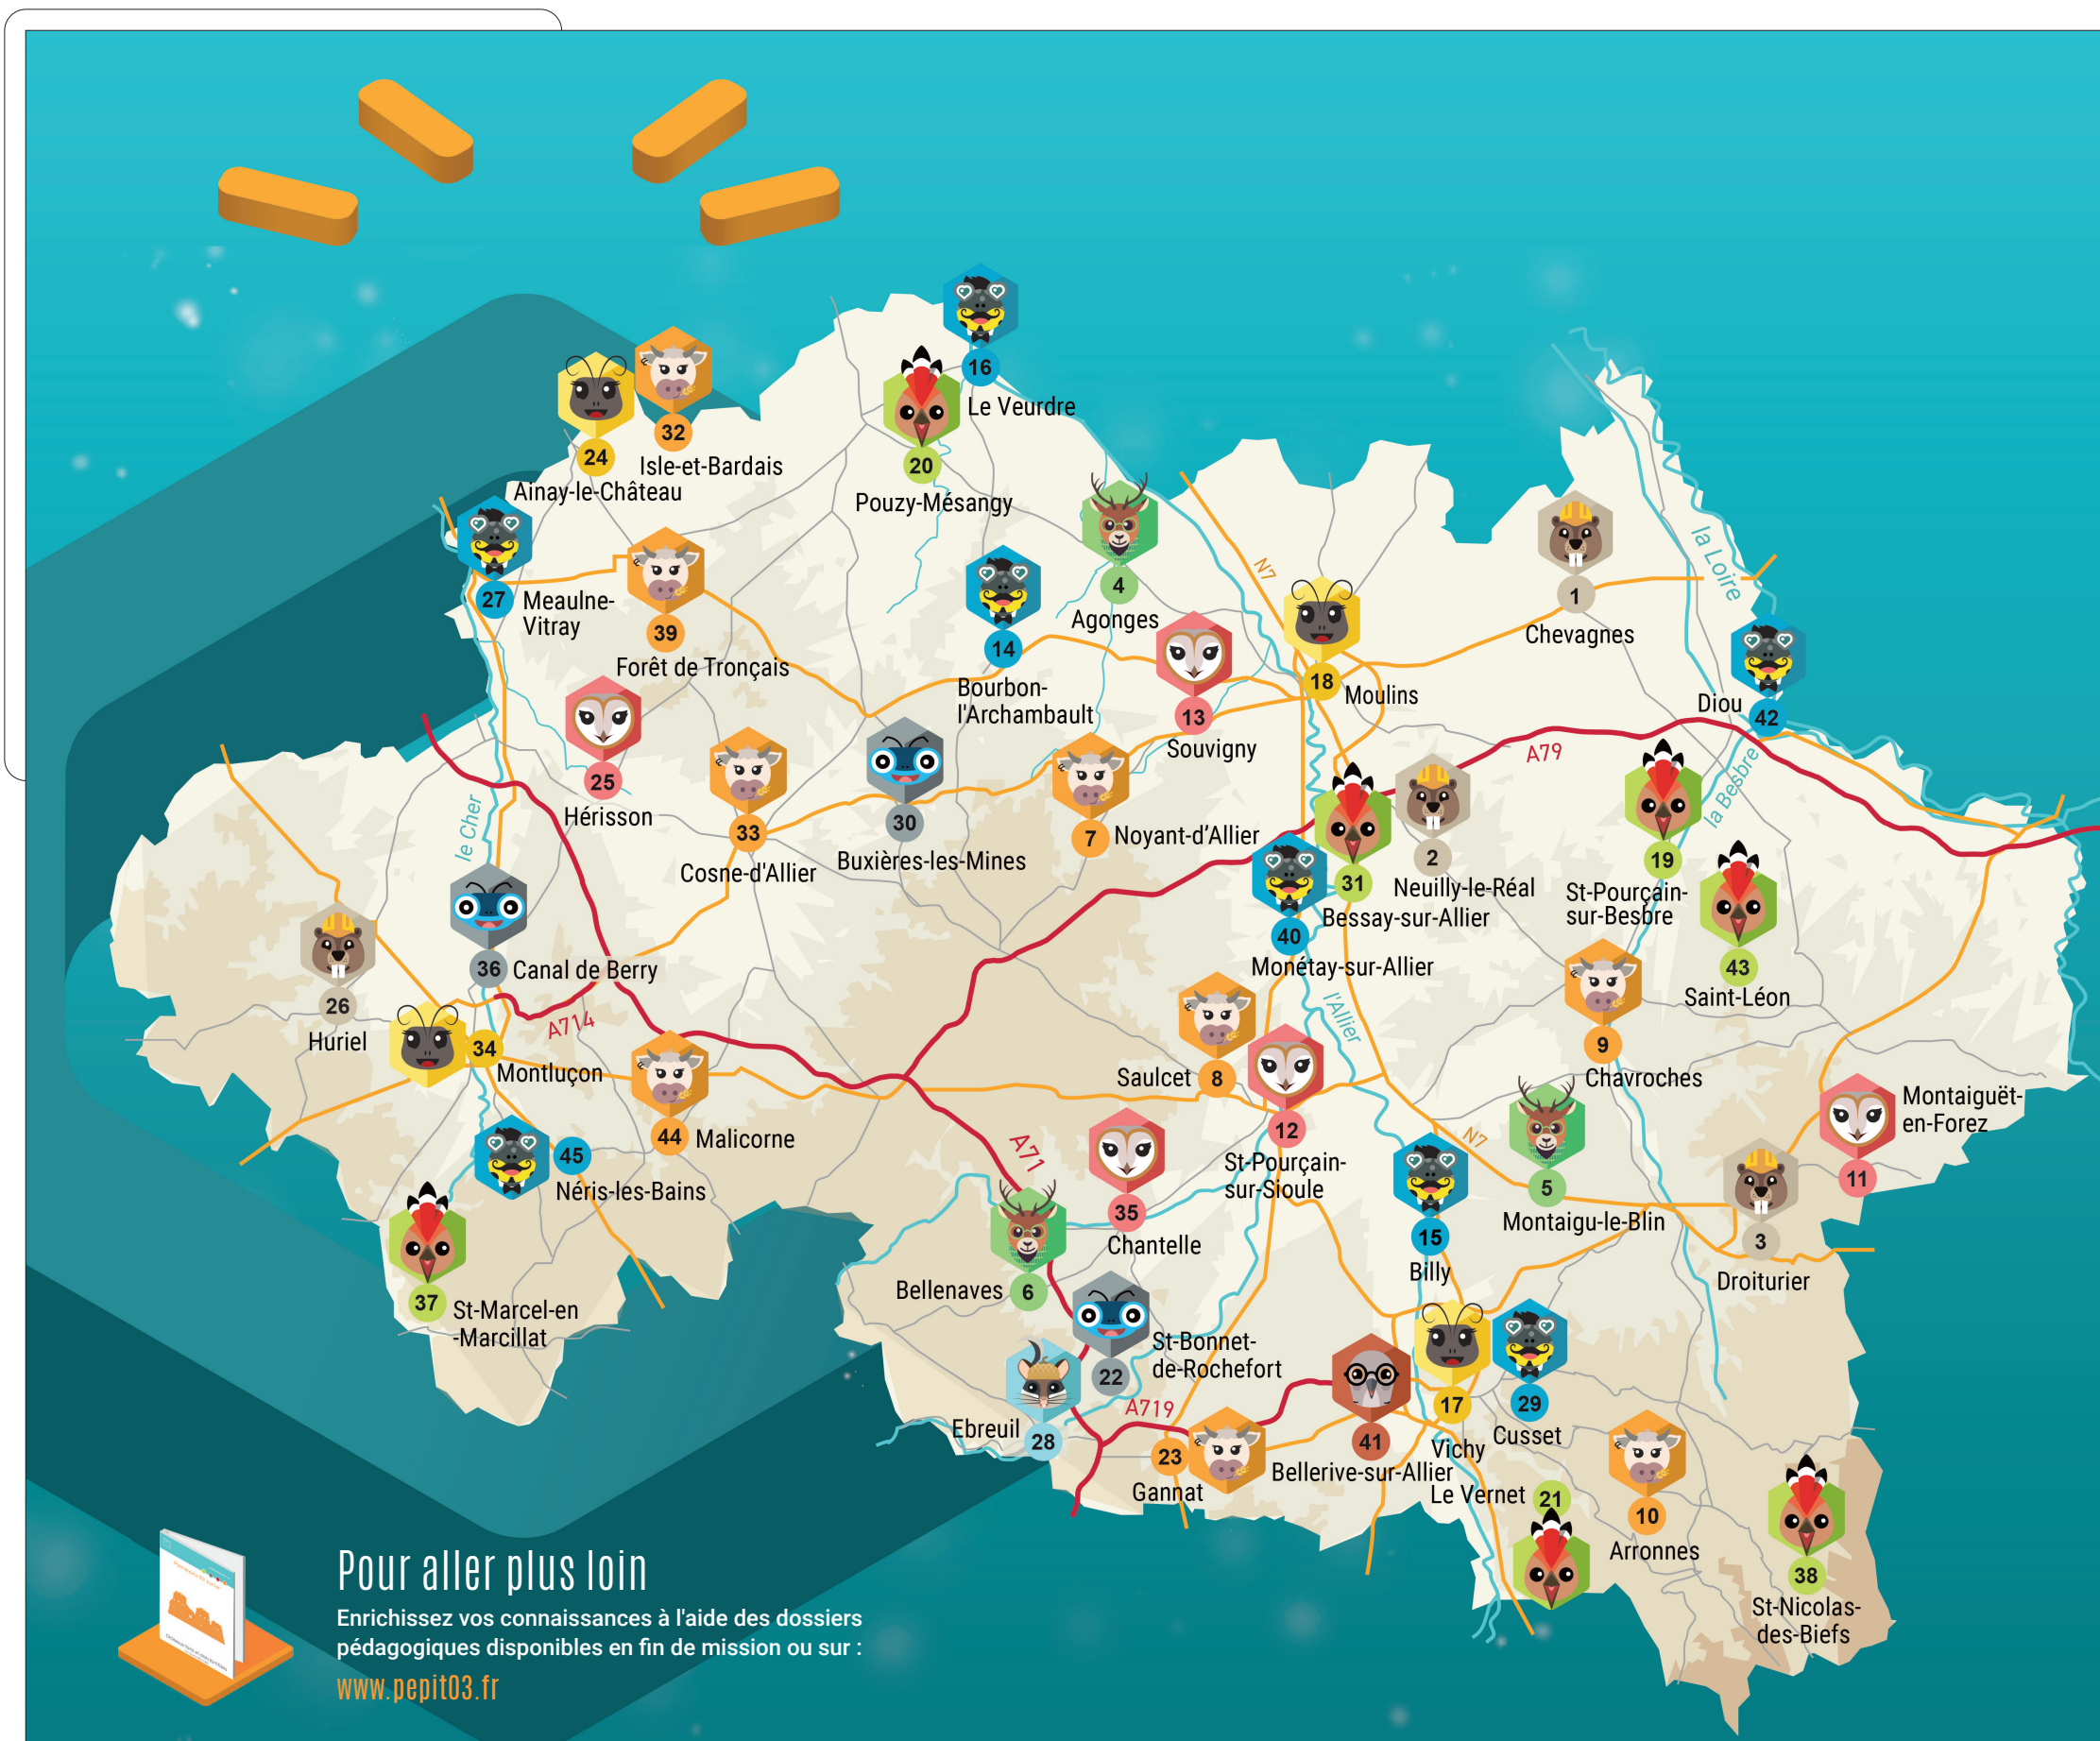 16
Le Veurdre
32
Isle-et-Bardais
24
Ainay-le-Château
20
Pouzy-Mésangy
4
Agonges
27
Meaulne-
Vitray
39
Forêt de Tronçais
14
Bourbon-
l'Archambault
13
Souvigny
N7
18
Moulins
1
Chevagnes
la Loire
Diou
42
A79
la Besbre
25
Hérisson
le Cher
33
Cosne-d'Allier
30
Buxières-les-Mines
7
Noyant-d'Allier
2
Neuilly-le-Réal
31
Bessay-sur-Allier
40
Monétay-sur-Allier
19
St-Pourçain-
sur-Besbre
43
Saint-Léon
26
Huriel
36
Canal de Berry
A714
34
Montluçon
l'Allier
Saulcet
8
9
Chavroches
44
Malicorne
45
Néris-les-Bains
A71
12
St-Pourçain-
sur-Sioule
35
Chantelle
N7
5
Montaigu-le-Blin
Montaiguët-
en-Forez
11
3
Droiturier
15
Billy
37
St-Marcel-en
-Marcillat
Bellenaves
6
22
St-Bonnet-
de-Rochefort
Ebreuil
28
A719
23
Gannat
41
Bellerive-sur-Allier
17
Vichy
29
Cusset
Le Vernet
21
10
Arronnes
38
St-Nicolas-
des-Biefs
Pour aller plus loin
Enrichissez vos connaissances à l'aide des dossiers
pédagogiques disponibles en fin de mission ou sur :
www.pepit03.fr